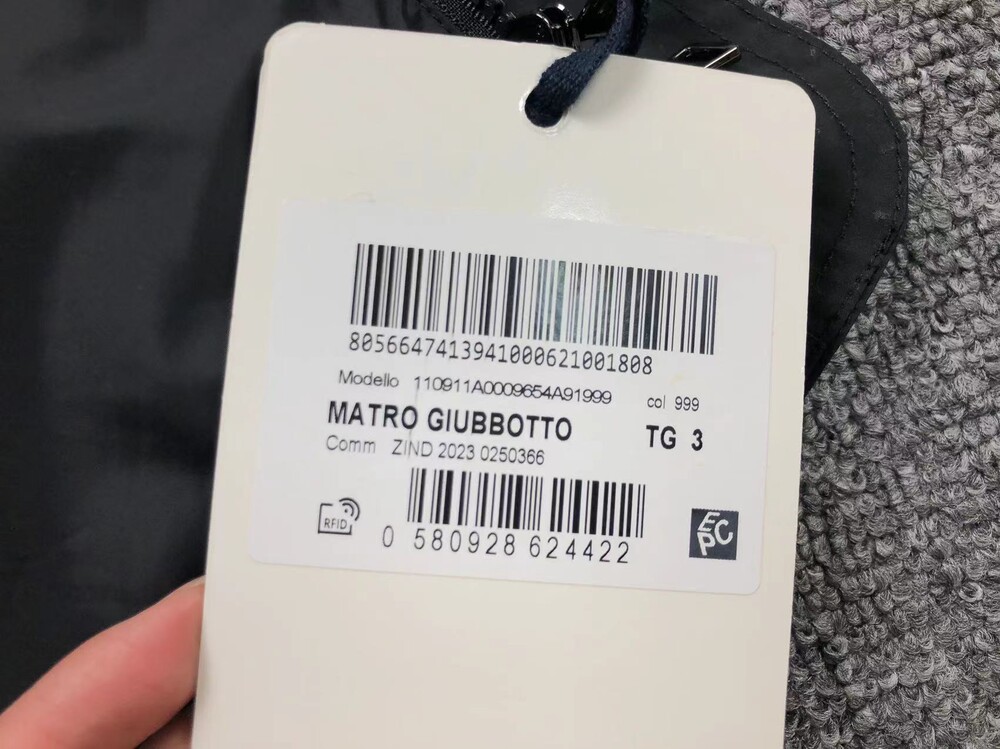 8056647413941000621001808
Modello 110911A0009654A91999 col 999
MATRO GIUBBOTTO TG 3
Comm ZIND 2023 0250366
RFID
0 580928 624422
EPC